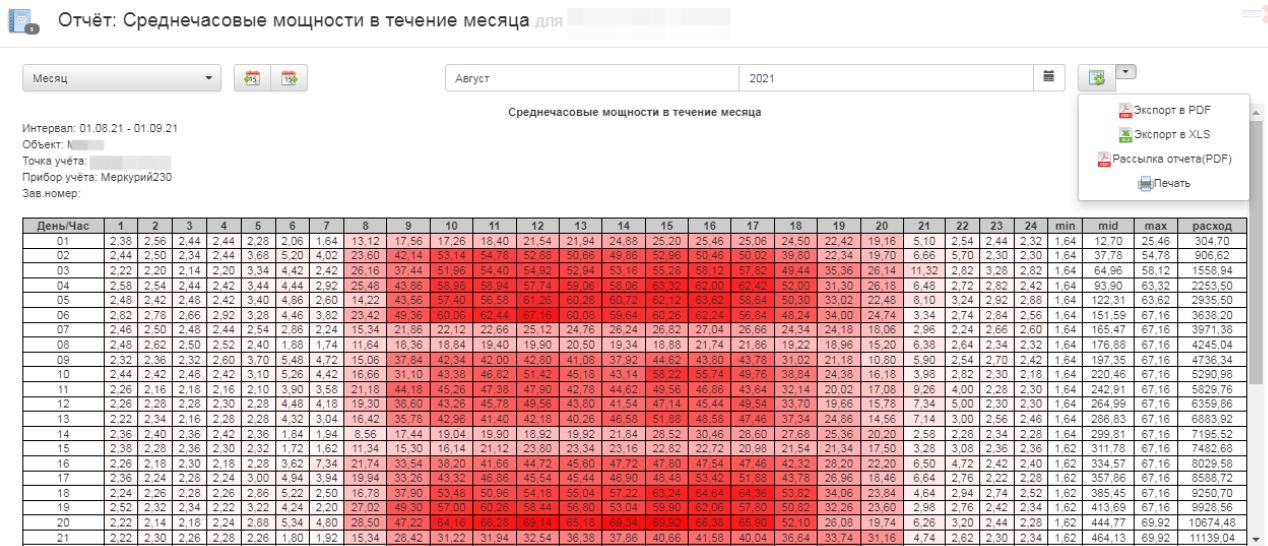 Отчёт: Среднечасовые мощности в течение месяца для
Месяц
Август 2021
Экспорт в PDF
Экспорт в XLS
Рассылка отчета(PDF)
Печать
Среднечасовые мощности в течение месяца
Интервал: 01.08.21 - 01.09.21
Объект:
Точка учёта:
Прибор учёта: Меркурий230
Зав.номер:
День/Час 1 2 3 4 5 6 7 8 9 10 11 12 13 14 15 16 17 18 19 20 21 22 23 24 min mid max расход
01 2,38 2,56 2,44 2,44 2,28 2,06 1,64 13,12 17,56 17,26 18,40 21,54 21,94 24,88 25,20 25,46 25,06 24,50 22,42 19,16 5,10 2,54 2,44 2,32 1,64 12,70 25,46 304,70
02 2,44 2,50 2,34 2,44 3,68 5,20 4,02 23,60 42,14 53,14 54,78 52,88 50,66 49,86 52,96 50,46 50,02 39,80 22,34 19,70 6,66 5,70 2,30 2,30 1,64 37,78 54,78 906,62
03 2,22 2,20 2,14 2,20 3,34 4,42 2,42 26,16 37,44 51,96 54,40 54,92 52,94 53,16 55,28 58,12 57,82 49,44 35,36 26,14 11,32 2,82 3,28 2,82 1,64 64,96 58,12 1558,94
04 2,58 2,54 2,44 2,42 3,44 4,44 2,92 25,48 43,86 58,98 58,94 57,74 59,06 58,06 63,32 62,00 62,42 52,00 31,30 26,18 6,48 2,72 2,82 2,42 1,64 93,90 63,32 2253,50
05 2,48 2,42 2,48 2,42 3,40 4,86 2,60 14,22 43,56 57,40 56,58 61,26 60,28 60,72 62,12 63,62 58,64 50,30 33,02 22,48 8,10 3,24 2,92 2,88 1,64 122,31 63,62 2935,50
06 2,82 2,78 2,66 2,92 3,28 4,46 3,82 23,42 49,36 60,06 62,44 67,16 60,08 59,64 60,26 62,24 56,84 48,24 34,00 24,74 3,34 2,74 2,84 2,56 1,64 151,59 67,16 3638,20
07 2,46 2,50 2,48 2,44 2,54 2,86 2,24 15,34 21,86 22,12 22,66 25,12 24,76 26,24 26,82 27,04 26,66 24,34 24,18 18,06 2,96 2,24 2,66 2,60 1,64 165,47 67,16 3971,38
08 2,48 2,62 2,50 2,52 2,40 1,88 1,74 11,64 18,36 18,84 19,40 19,90 20,50 19,34 18,88 21,74 21,86 19,22 18,96 15,20 6,38 2,64 2,34 2,32 1,64 176,88 67,16 4245,04
09 2,32 2,36 2,32 2,60 3,70 5,48 4,72 15,06 37,84 42,34 42,00 42,80 41,08 37,92 44,62 43,80 43,78 31,02 21,18 10,80 5,90 2,54 2,70 2,42 1,64 197,35 67,16 4736,34
10 2,44 2,42 2,48 2,42 3,10 5,26 4,42 16,66 31,10 43,38 46,82 51,42 45,18 43,14 58,22 55,74 49,76 38,84 24,38 16,18 3,98 2,82 2,30 2,18 1,64 220,46 67,16 5290,98
11 2,26 2,16 2,18 2,16 2,10 3,90 3,58 21,18 44,18 45,26 47,38 47,90 42,78 44,62 49,56 46,86 43,64 32,14 20,02 17,08 9,26 4,00 2,28 2,30 1,64 242,91 67,16 5829,76
12 2,26 2,28 2,28 2,30 2,28 4,48 4,18 19,30 38,60 43,26 45,78 49,56 43,80 41,54 47,14 45,44 49,54 33,70 19,66 15,78 7,34 5,00 2,30 2,30 1,64 264,99 67,16 6359,86
13 2,22 2,34 2,16 2,28 2,28 4,32 3,04 16,42 35,78 42,96 41,40 42,18 40,26 46,58 51,88 48,58 47,46 37,34 24,86 14,56 7,14 3,00 2,56 2,46 1,64 286,83 67,16 6883,92
14 2,36 2,40 2,36 2,42 2,36 1,84 1,94 8,56 17,44 19,04 19,90 18,92 19,92 21,84 28,52 30,46 28,60 27,68 25,36 20,20 2,58 2,28 2,34 2,28 1,64 299,81 67,16 7195,52
15 2,38 2,28 2,36 2,30 2,32 1,72 1,62 11,34 15,30 16,14 21,12 23,80 23,34 23,16 22,82 22,72 20,98 21,54 21,34 17,50 3,28 3,08 2,36 2,36 1,62 311,78 67,16 7482,68
16 2,26 2,18 2,30 2,18 2,28 3,62 7,34 21,74 33,54 38,20 41,66 44,72 45,60 47,72 47,80 47,54 47,46 42,32 28,20 22,20 6,50 4,72 2,42 2,40 1,62 334,57 67,16 8029,58
17 2,36 2,24 2,28 2,24 3,00 4,94 3,94 19,94 33,26 43,32 46,86 45,54 45,44 46,90 48,48 53,42 51,88 43,78 26,96 18,46 6,64 2,76 2,22 2,28 1,62 357,86 67,16 8588,72
18 2,24 2,26 2,28 2,26 2,86 5,22 2,50 16,78 37,90 53,48 50,96 54,18 55,04 57,22 63,24 64,64 64,36 53,82 34,06 23,84 4,64 2,94 2,74 2,52 1,62 385,45 67,16 9250,70
19 2,52 2,32 2,34 2,22 3,22 4,24 2,20 27,02 49,30 57,00 60,26 58,44 56,80 53,04 59,90 62,06 57,80 50,82 32,26 23,60 2,98 2,76 2,42 2,34 1,62 413,69 67,16 9928,56
20 2,22 2,14 2,18 2,24 2,88 5,34 4,80 28,50 47,22 64,16 66,28 69,14 65,18 69,34 69,92 66,38 65,90 52,10 26,08 19,74 6,26 3,20 2,44 2,28 1,62 444,77 69,92 10674,48
21 2,22 2,30 2,26 2,28 2,26 1,80 1,92 15,34 28,42 31,22 31,94 32,54 36,38 37,86 40,66 41,58 40,04 36,64 33,74 31,16 4,74 2,62 2,30 2,34 1,62 464,13 69,92 11139,04